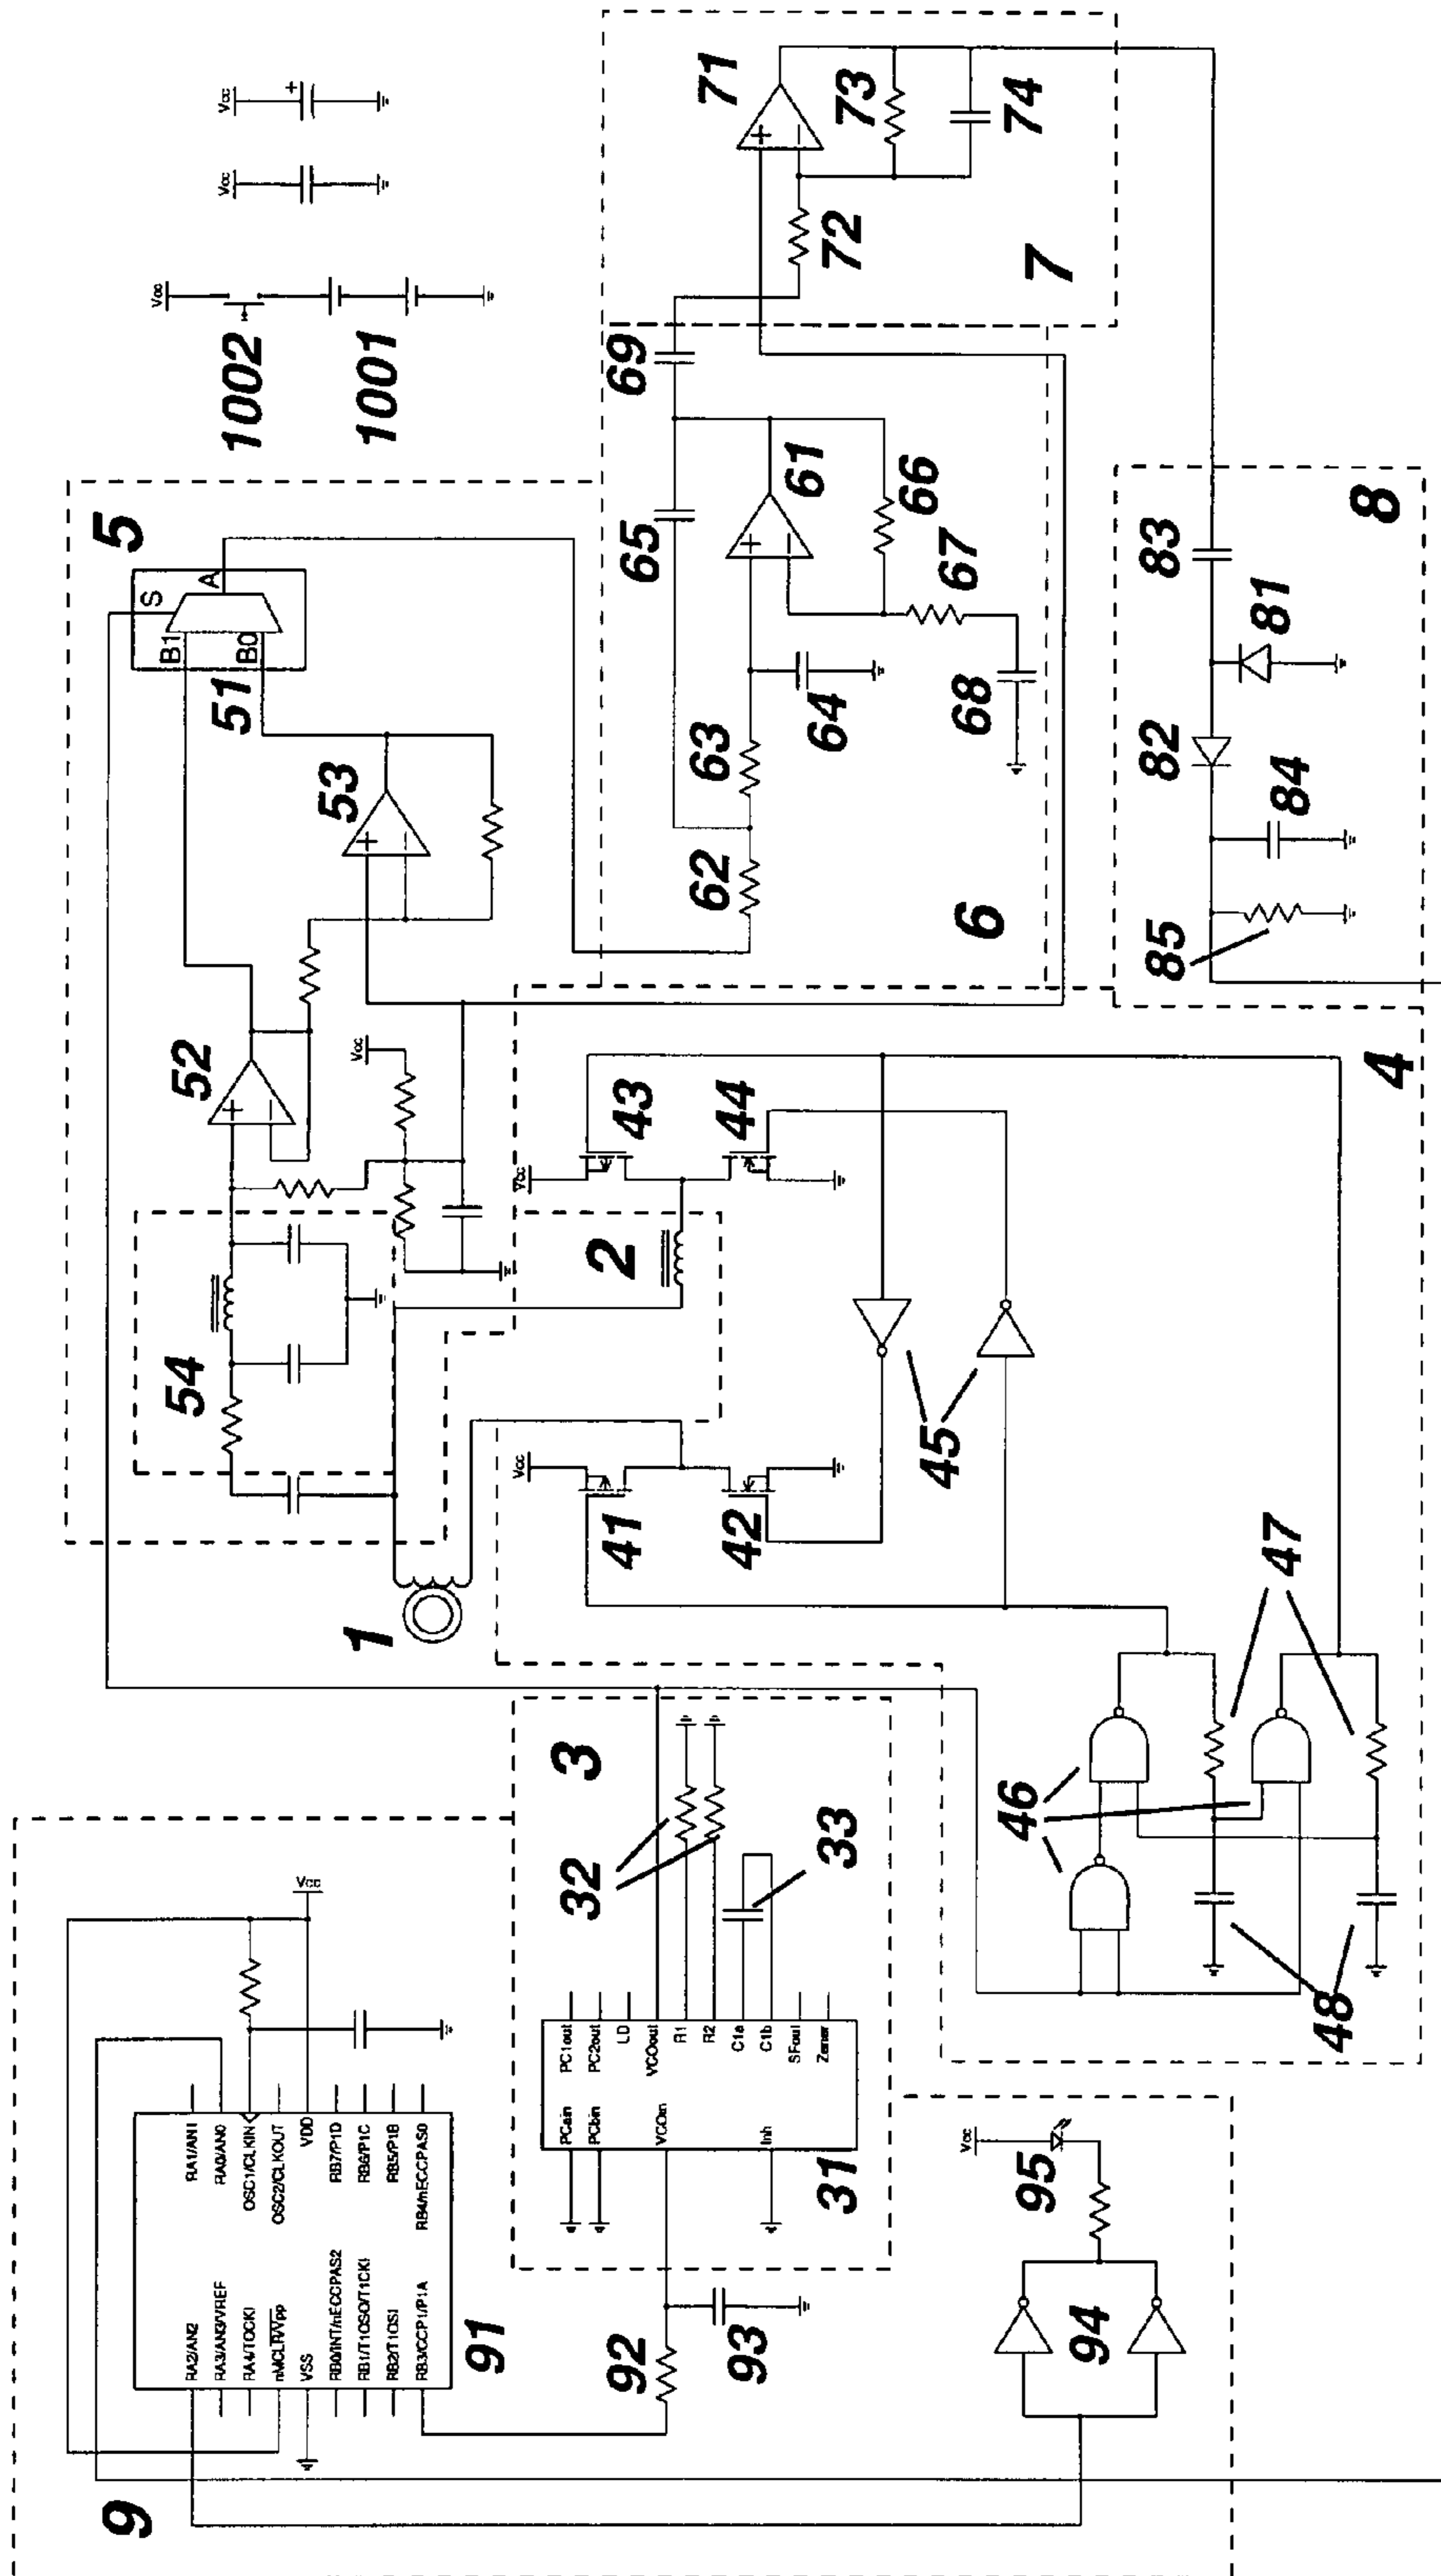 9
RA2/AN2
RA3/AN3/VREF
RA4/TOCKI
nMCLR/Vpp
VSS
RB0/INT/nECCPAS2
RB1/T1OSO/T1CKI
RB2/T1OSI
RB3/CCP1/P1A
RA1/AN1
RA0/AN0
OSC1/CLKIN
OSC2/CLKOUT
VDD
RB7/P1D
RB6/P1C
RB5/P1B
RB4/nECCPAS0
91
Vcc
92
93
PCain
PCbin
VCOin
Inh
PC1out
PC2out
LD
VCOout
R1
R2
C1a
C1b
SFout
Zener
31
32
33
3
94
95
Vcc
1
2
54
52
+
−
Vcc
53
+
−
5
S
A
B1
B0
51
Vcc
41
42
Vcc
43
44
45
46
47
48
4
62
63
64
65
+
−
61
66
67
68
69
6
71
+
−
72
73
74
7
81
82
83
84
85
8
Vcc
1002
1001
Vcc
Vcc
+